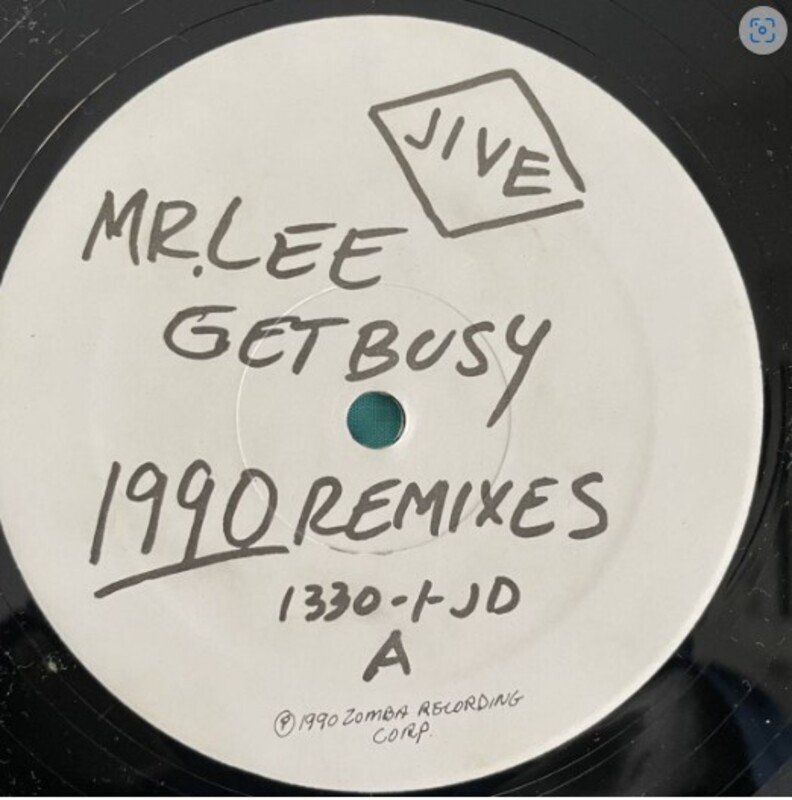 JIVE
MR. LEE
GET BUSY
1990 REMIXES
1330-1-JD
A
℗ 1990 ZOMBA RECORDING
CORP.